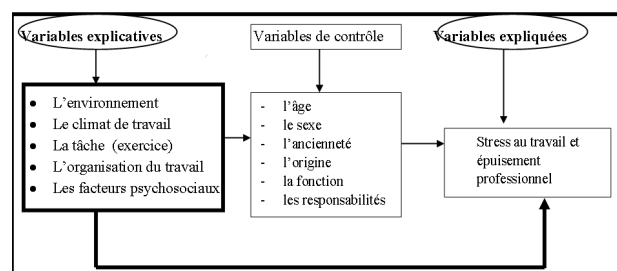 Variables explicatives
Variables de contrôle
Variables expliquées
• L'environnement
• Le climat de travail
• La tâche (exercice)
• L'organisation du travail
• Les facteurs psychosociaux
- l'âge
- le sexe
- l'ancienneté
- l'origine
- la fonction
- les responsabilités
Stress au travail et
épuisement
professionnel